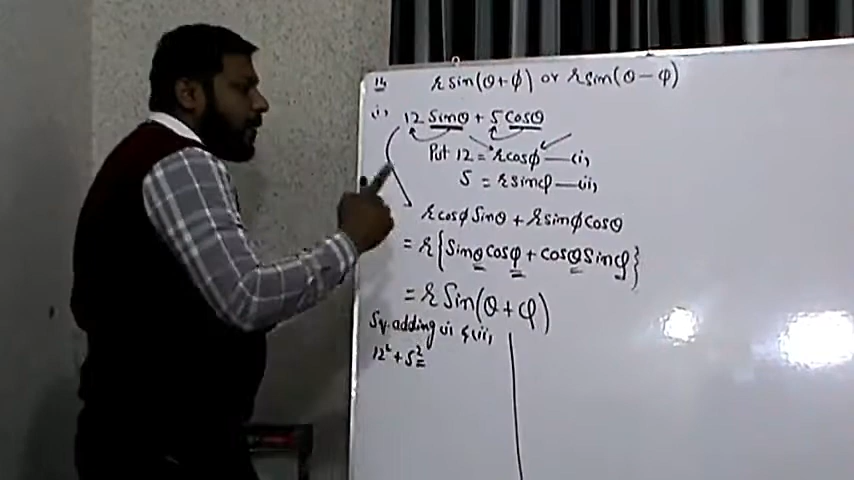 14 r sin(θ+φ) or r sin(θ-φ)
(i) 12 Sinθ + 5 Cosθ
Put 12 = r cosφ — (i)
5 = r sinφ — (ii)
r cosφ Sinθ + r sinφ Cosθ
= r { Sinθ Cosφ + Cosθ Sinφ }
= r Sin(θ + φ)
Sq. adding (i) & (ii)
12² + 5² =